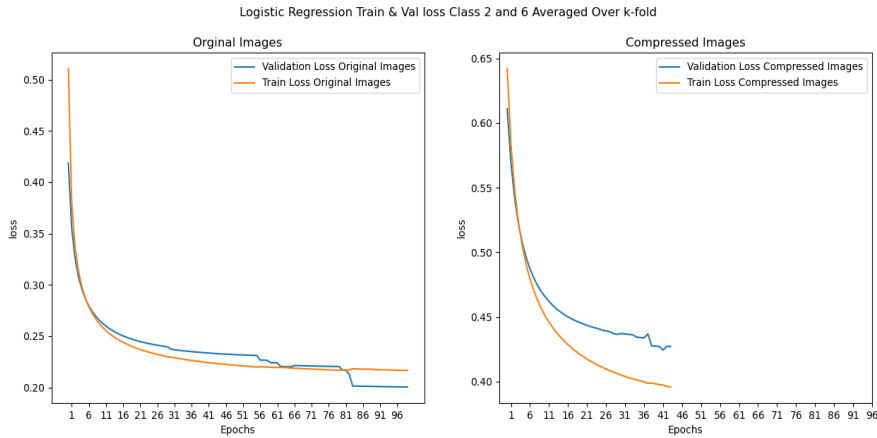 Logistic Regression Train & Val loss Class 2 and 6 Averaged Over k-fold
Orginal Images
Validation Loss Original Images
Train Loss Original Images
loss
0.50
0.45
0.40
0.35
0.30
0.25
0.20
1 6 11 16 21 26 31 36 41 46 51 56 61 66 71 76 81 86 91 96
Epochs
Compressed Images
Validation Loss Compressed Images
Train Loss Compressed Images
loss
0.65
0.60
0.55
0.50
0.45
0.40
1 6 11 16 21 26 31 36 41 46 51 56 61 66 71 76 81 86 91 96
Epochs